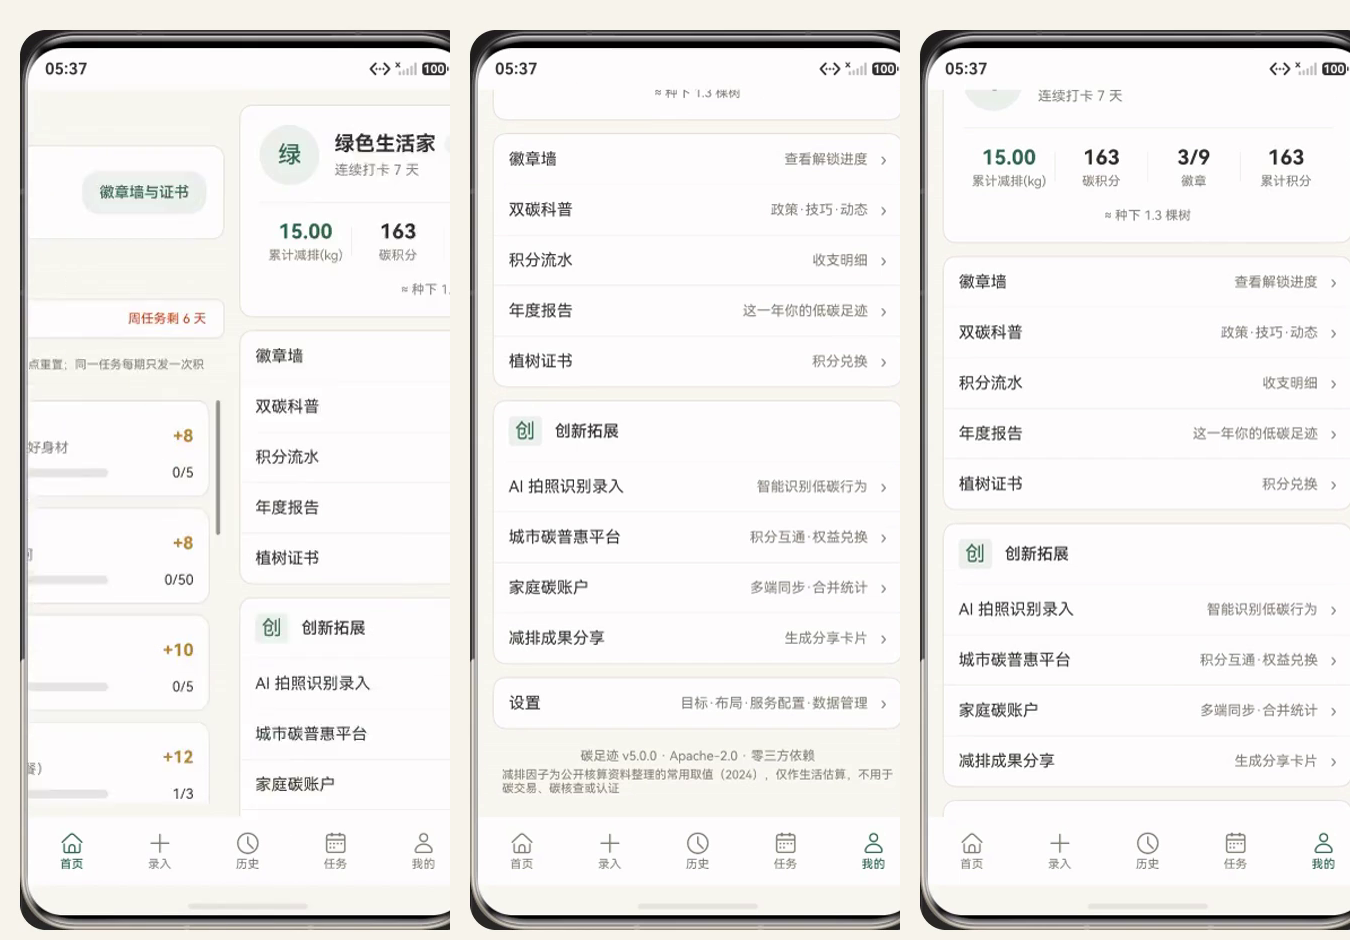 05:37
100
徽章墙与证书
周任务剩 6 天
点重置；同一任务每期只发一次积
好身材
+8
0/5
+8
0/50
+10
0/5
餐）
+12
1/3
绿
绿色生活家
连续打卡 7 天
15.00
累计减排(kg)
163
碳积分
≈ 种下 1.
徽章墙
双碳科普
积分流水
年度报告
植树证书
创
创新拓展
AI 拍照识别录入
城市碳普惠平台
家庭碳账户
首页
录入
历史
任务
我的
05:37
100
≈ 种下 1.3 棵树
徽章墙 查看解锁进度 ›
双碳科普 政策·技巧·动态 ›
积分流水 收支明细 ›
年度报告 这一年你的低碳足迹 ›
植树证书 积分兑换 ›
创 创新拓展
AI 拍照识别录入 智能识别低碳行为 ›
城市碳普惠平台 积分互通·权益兑换 ›
家庭碳账户 多端同步·合并统计 ›
减排成果分享 生成分享卡片 ›
设置 目标·布局·服务配置·数据管理 ›
碳足迹 v5.0.0 · Apache-2.0 · 零三方依赖
减排因子为公开核算资料整理的常用取值（2024），仅作生活估算，不用于
碳交易、碳核查或认证
首页
录入
历史
任务
我的
05:37
100
连续打卡 7 天
15.00
累计减排(kg)
163
碳积分
3/9
徽章
163
累计积分
≈ 种下 1.3 棵树
徽章墙 查看解锁进度 ›
双碳科普 政策·技巧·动态 ›
积分流水 收支明细 ›
年度报告 这一年你的低碳足迹 ›
植树证书 积分兑换 ›
创 创新拓展
AI 拍照识别录入 智能识别低碳行为 ›
城市碳普惠平台 积分互通·权益兑换 ›
家庭碳账户 多端同步·合并统计 ›
减排成果分享 生成分享卡片 ›
首页
录入
历史
任务
我的